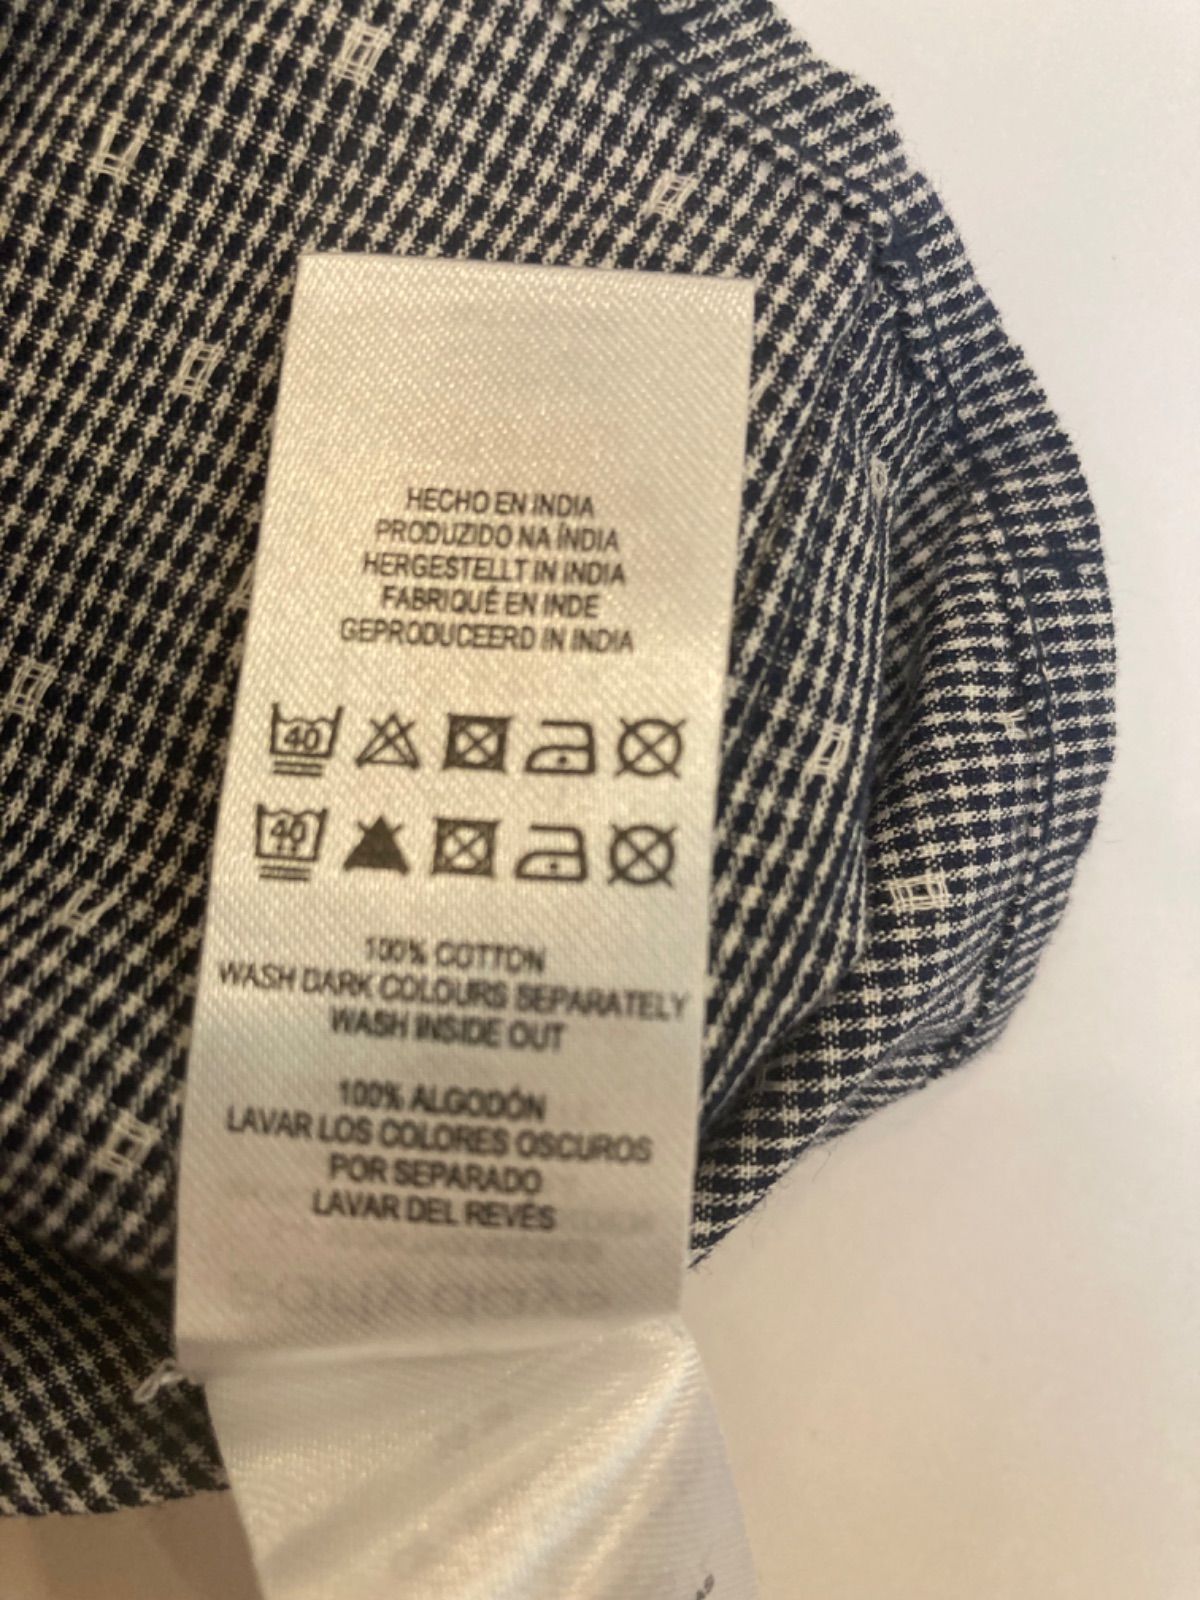 HECHO EN INDIA
PRODUZIDO NA ÍNDIA
HERGESTELLT IN INDIA
FABRIQUÉ EN INDE
GEPRODUCEERD IN INDIA
40
40
100% COTTON
WASH DARK COLOURS SEPARATELY
WASH INSIDE OUT
100% ALGODÓN
LAVAR LOS COLORES OSCUROS
POR SEPARADO
LAVAR DEL REVÉS